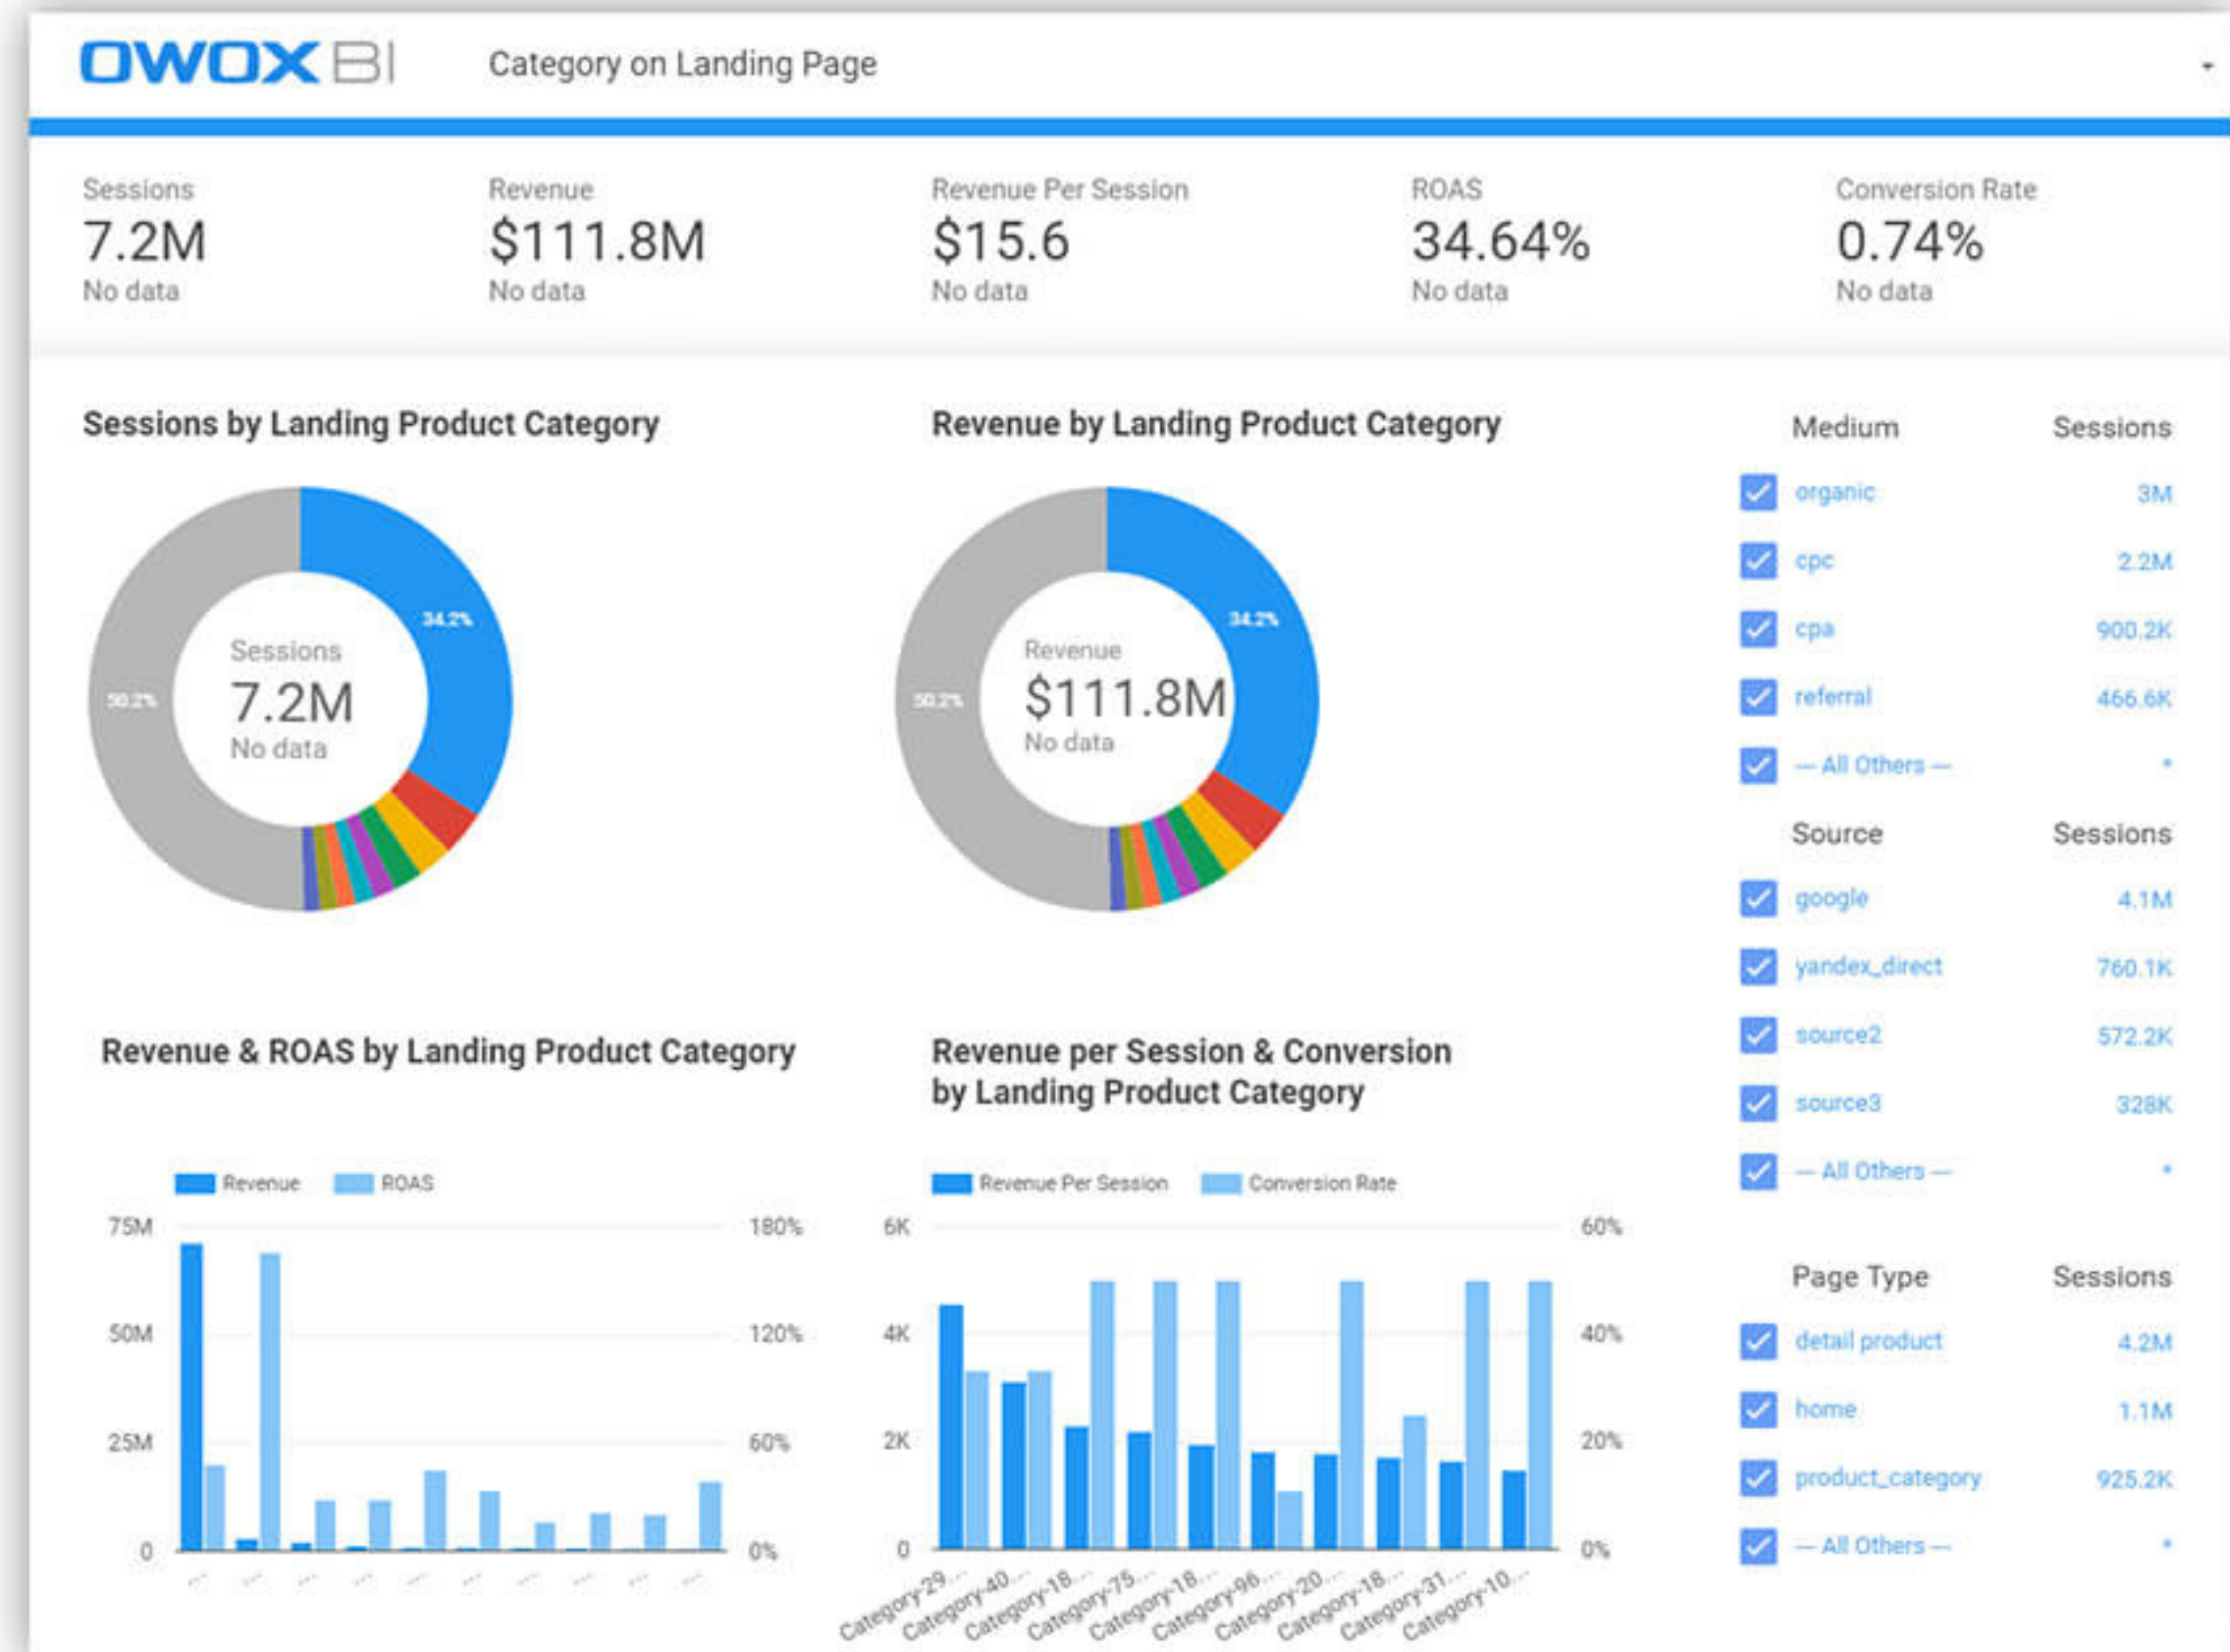 OWOX BI
Category on Landing Page
Sessions
7.2M
No data
Revenue
$111.8M
No data
Revenue Per Session
$15.6
No data
ROAS
34.64%
No data
Conversion Rate
0.74%
No data
Sessions by Landing Product Category
34.2%
50.2%
Sessions
7.2M
No data
Revenue by Landing Product Category
34.2%
50.2%
Revenue
$111.8M
No data
Revenue & ROAS by Landing Product Category
Revenue ROAS
75M 180%
50M 120%
25M 60%
0 0%
... ... ... ... ... ... ... ... ... ...
Revenue per Session & Conversion
by Landing Product Category
Revenue Per Session Conversion Rate
6K 60%
4K 40%
2K 20%
0 0%
Category-29...
Category-40...
Category-18...
Category-75...
Category-18...
Category-96...
Category-20...
Category-18...
Category-31...
Category-10...
Medium Sessions
organic 3M
cpc 2.2M
cpa 900.2K
referral 466.6K
— All Others — *
Source Sessions
google 4.1M
yandex_direct 760.1K
source2 572.2K
source3 328K
— All Others — *
Page Type Sessions
detail product 4.2M
home 1.1M
product_category 925.2K
— All Others — *